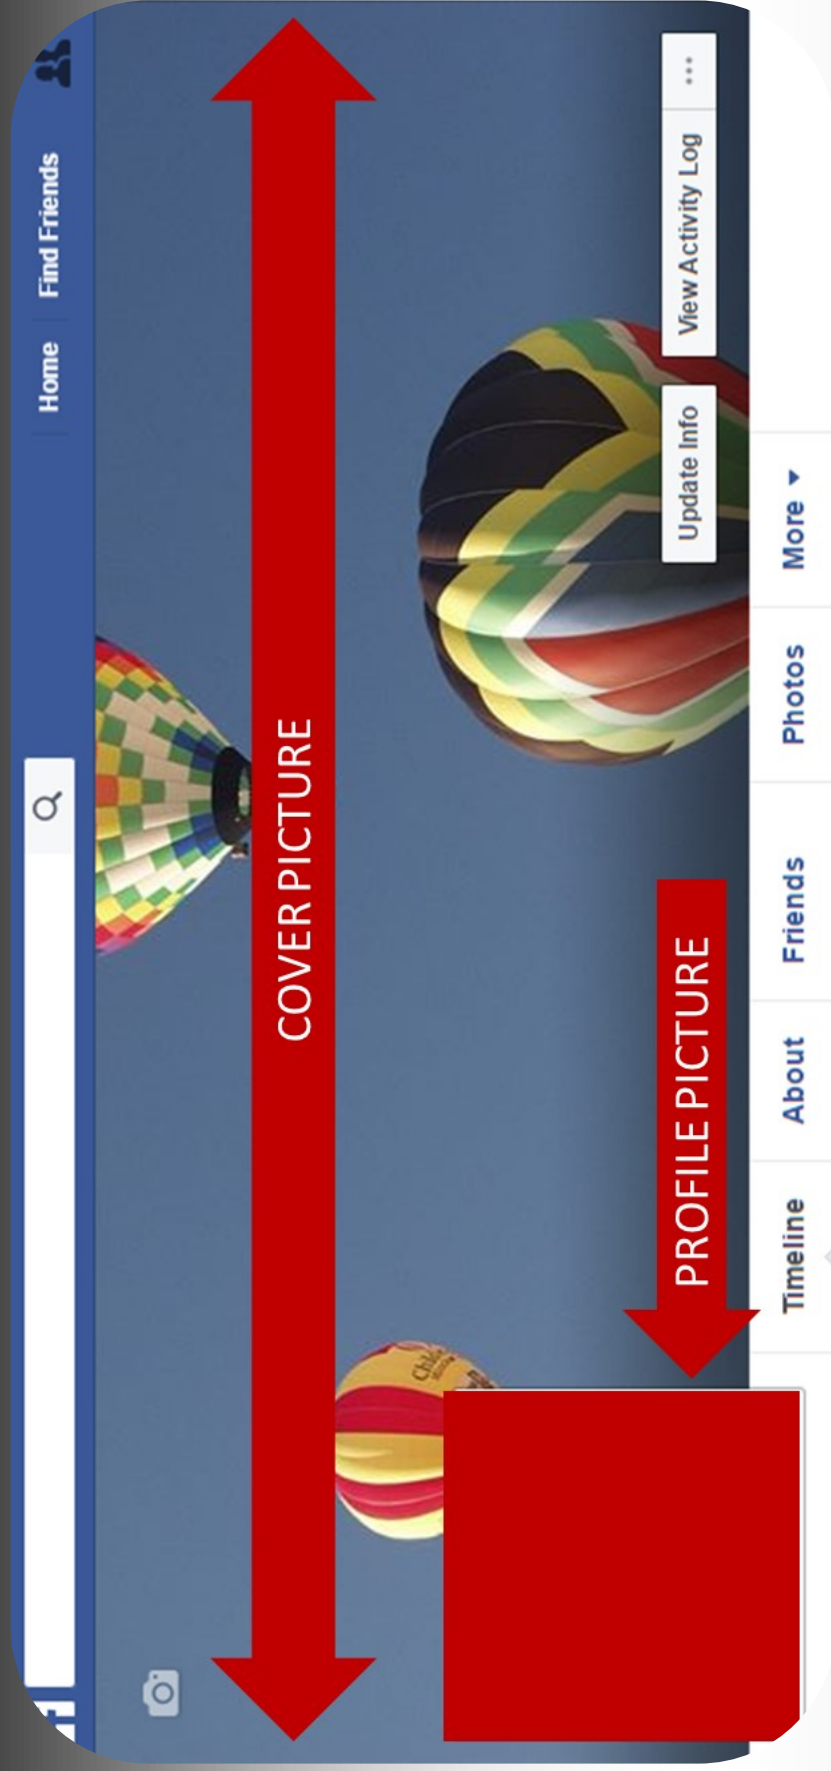 Home
Find Friends
COVER PICTURE
PROFILE PICTURE
Update Info
View Activity Log
...
Timeline
About
Friends
Photos
More